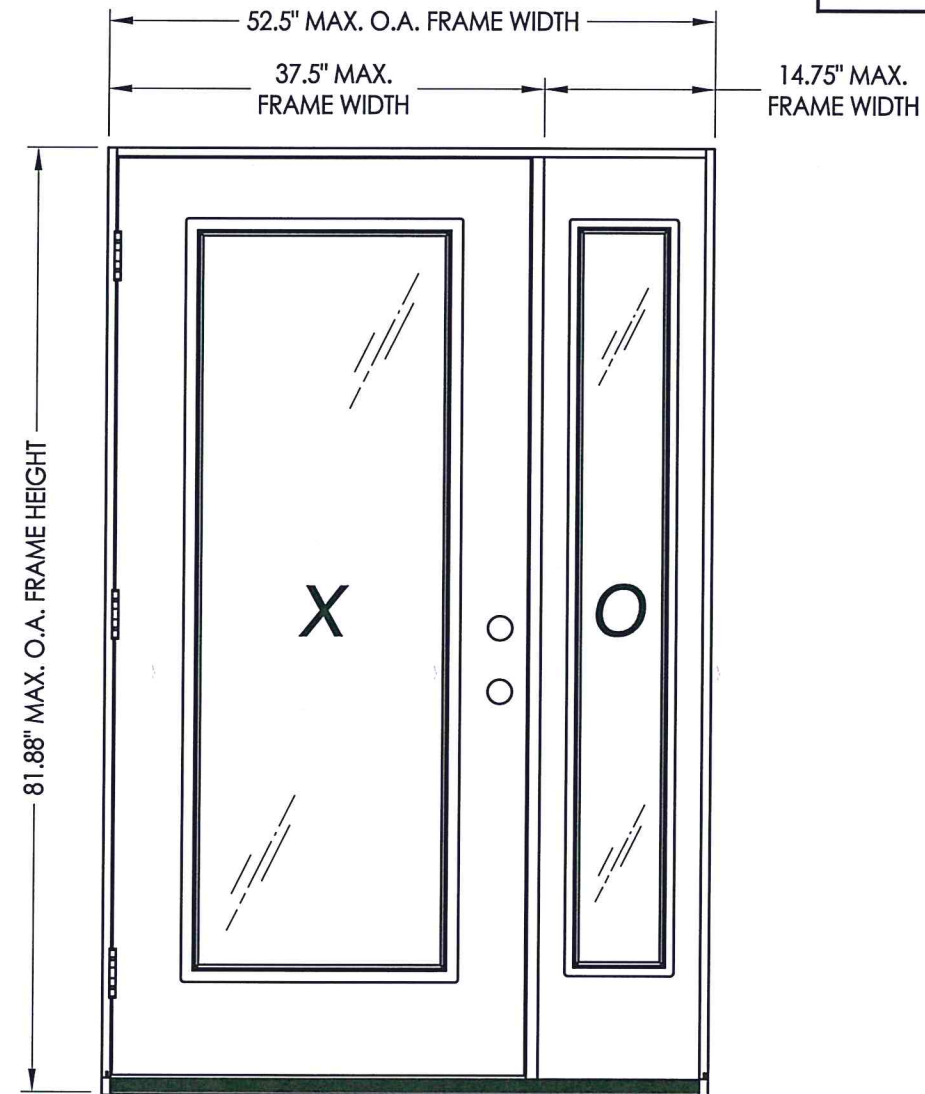 52.5" MAX. O.A. FRAME WIDTH
37.5" MAX.
FRAME WIDTH
14.75" MAX.
FRAME WIDTH
81.88" MAX. O.A. FRAME HEIGHT
X
O